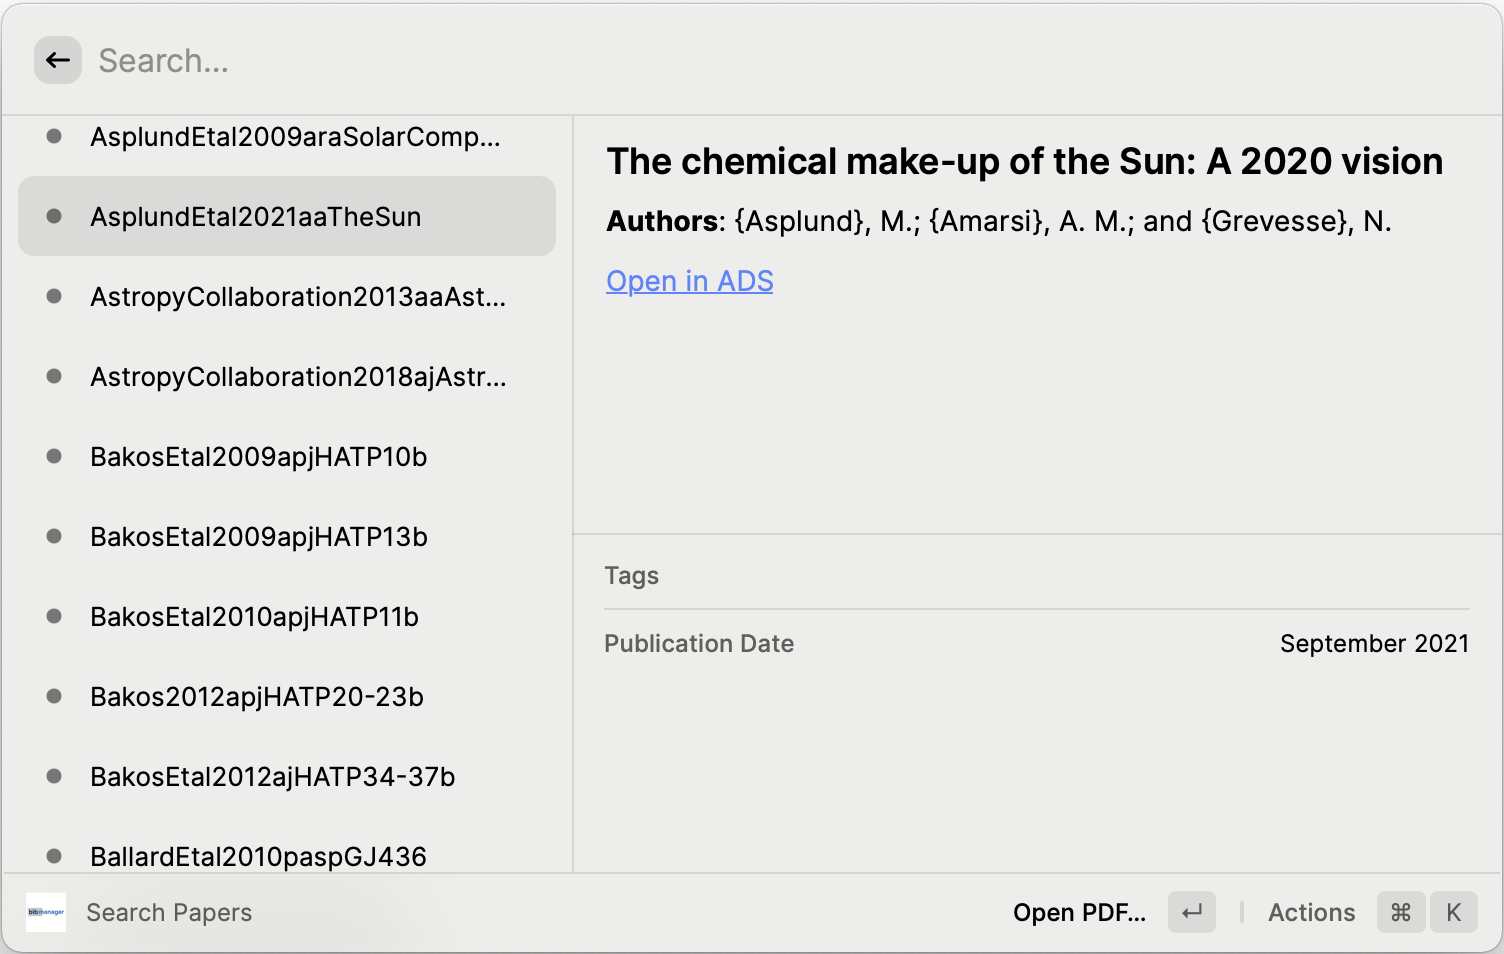 Search...
AsplundEtal2009araSolarComp...
AsplundEtal2021aaTheSun
AstropyCollaboration2013aaAst...
AstropyCollaboration2018ajAstr...
BakosEtal2009apjHATP10b
BakosEtal2009apjHATP13b
BakosEtal2010apjHATP11b
Bakos2012apjHATP20-23b
BakosEtal2012ajHATP34-37b
BallardEtal2010paspGJ436
The chemical make-up of the Sun: A 2020 vision
Authors: {Asplund}, M.; {Amarsi}, A. M.; and {Grevesse}, N.
Open in ADS
Tags
Publication Date September 2021
bibmanager Search Papers Open PDF... ↵ Actions ⌘ K